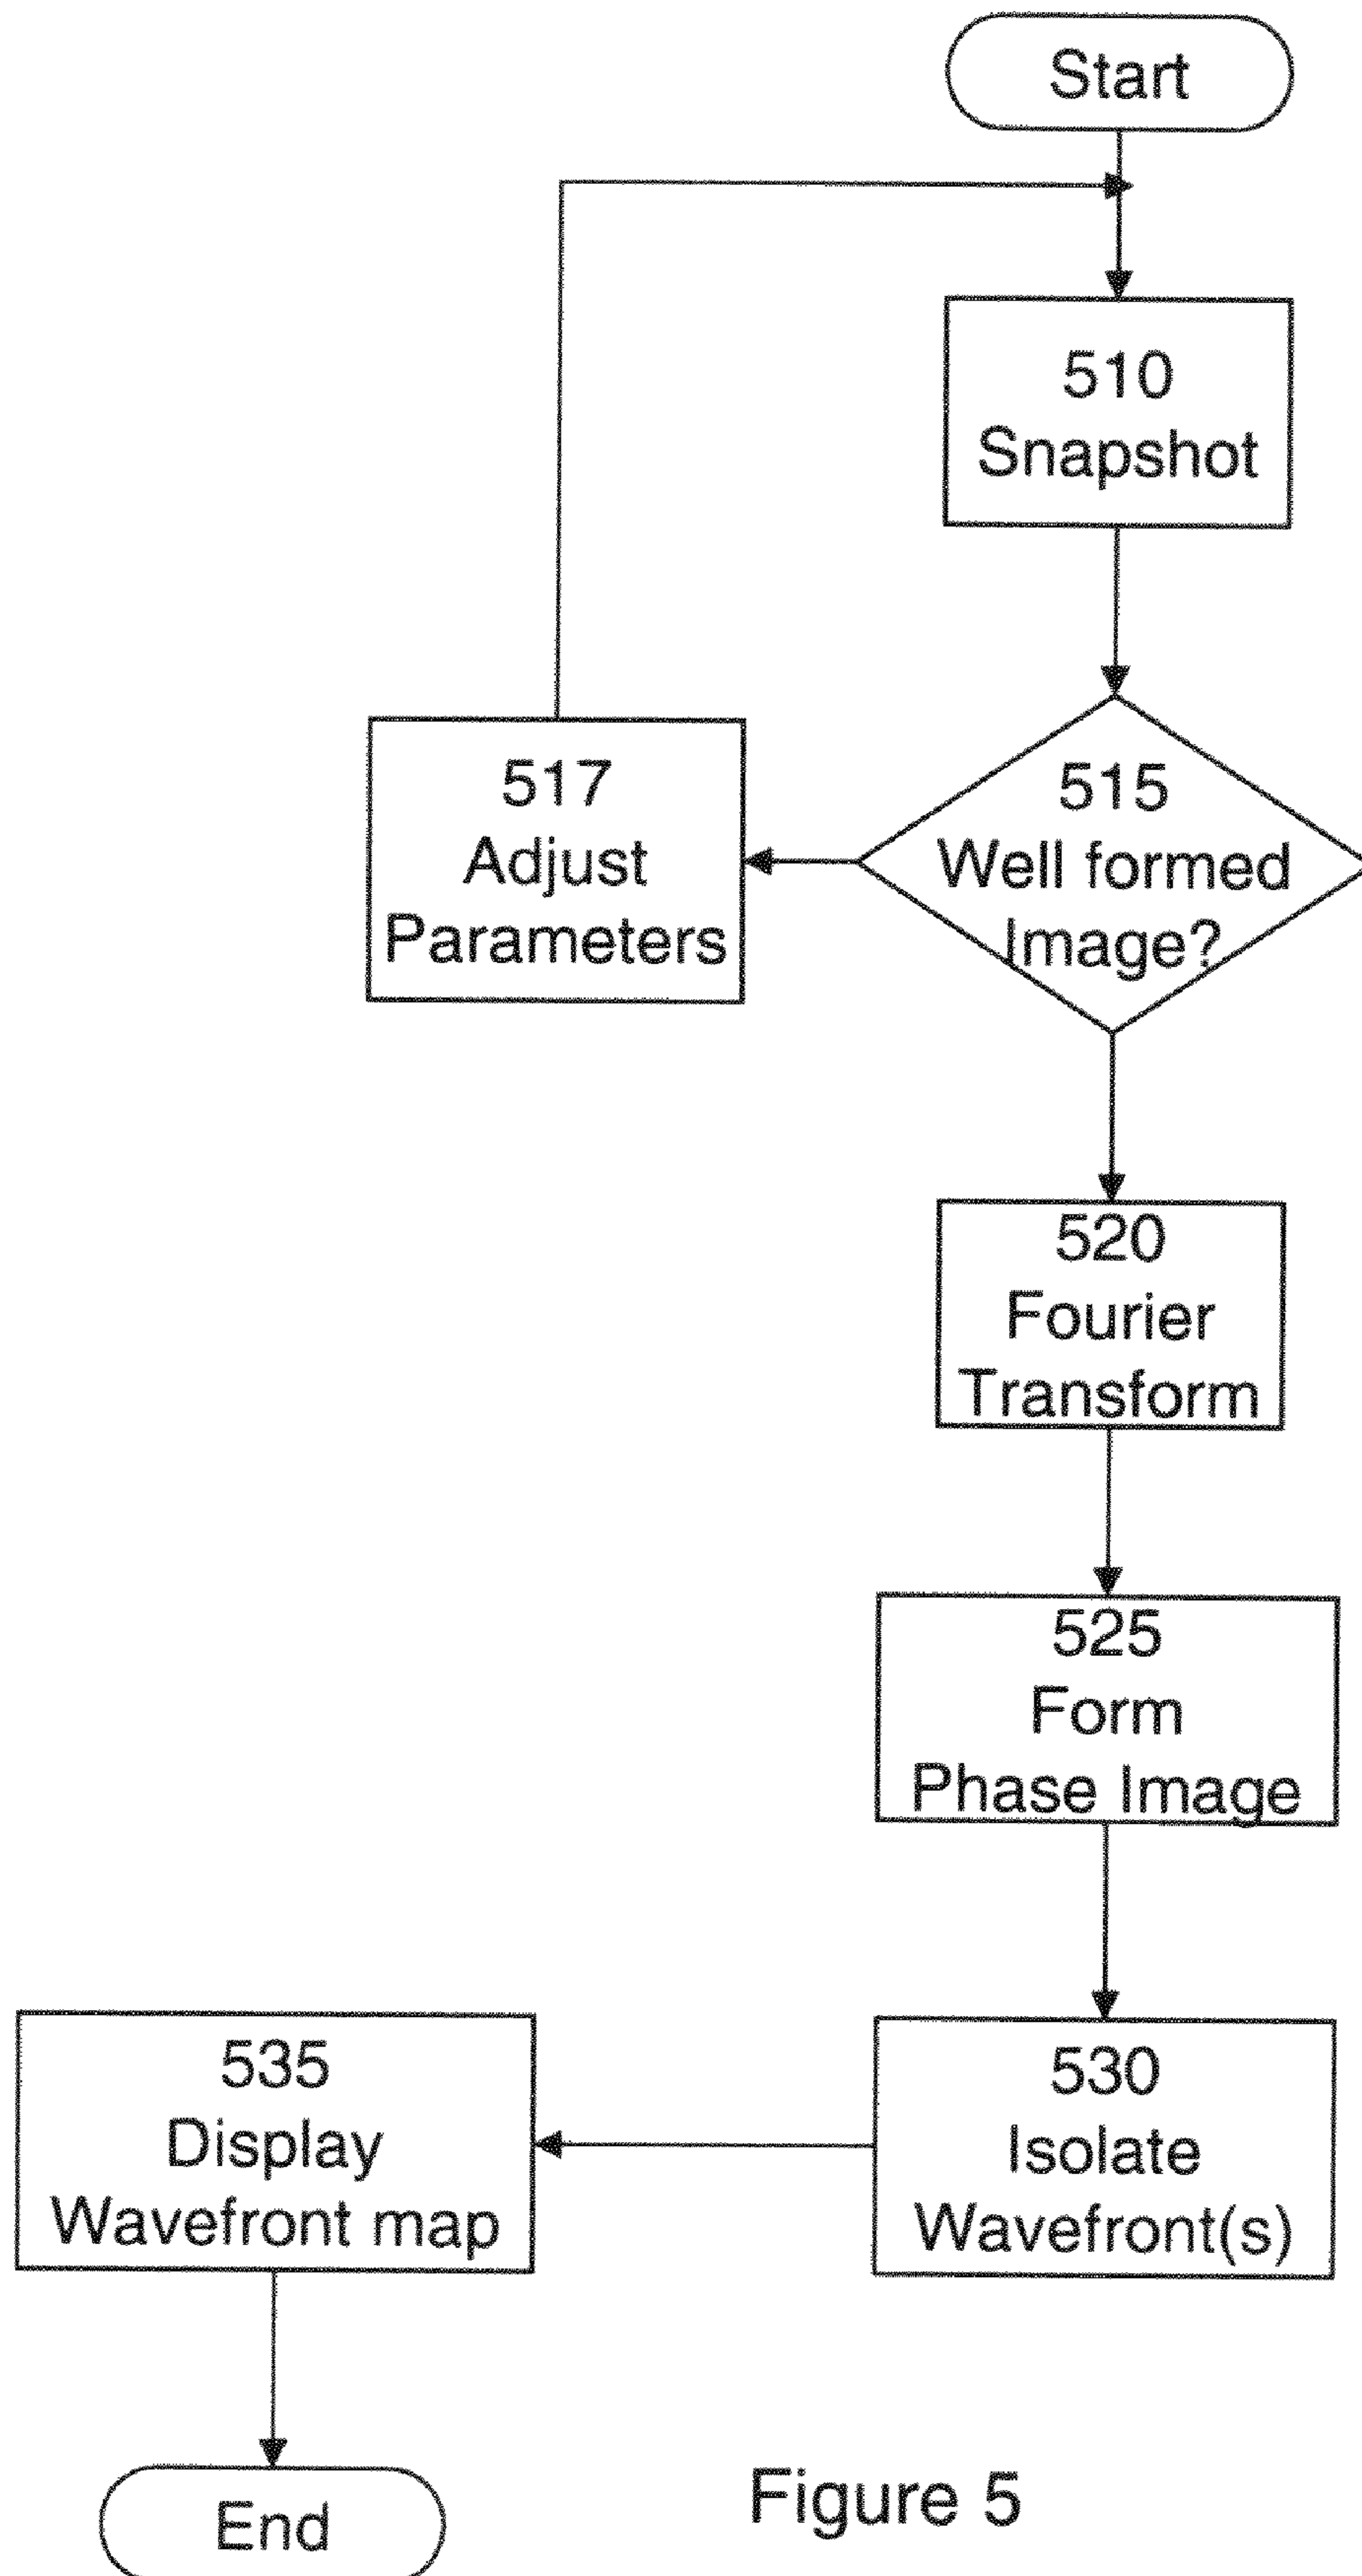 Start
510
Snapshot
515
Well formed
Image?
517
Adjust
Parameters
520
Fourier
Transform
525
Form
Phase Image
530
Isolate
Wavefront(s)
535
Display
Wavefront map
End
Figure 5